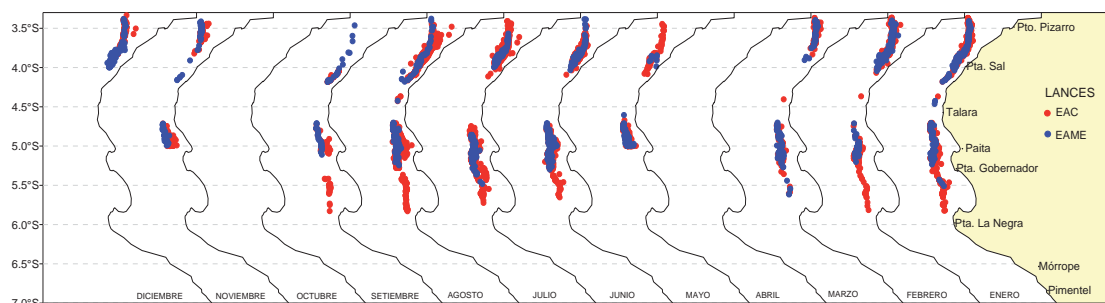 3.5°S
4.0°S
4.5°S
5.0°S
5.5°S
6.0°S
6.5°S
7.0°S
Pto. Pizarro
Pta. Sal
LANCES
EAC
EAME
Talara
Paita
Pta. Gobernador
Pta. La Negra
Mórrope
Pimentel
DICIEMBRE
NOVIEMBRE
OCTUBRE
SETIEMBRE
AGOSTO
JULIO
JUNIO
MAYO
ABRIL
MARZO
FEBRERO
ENERO